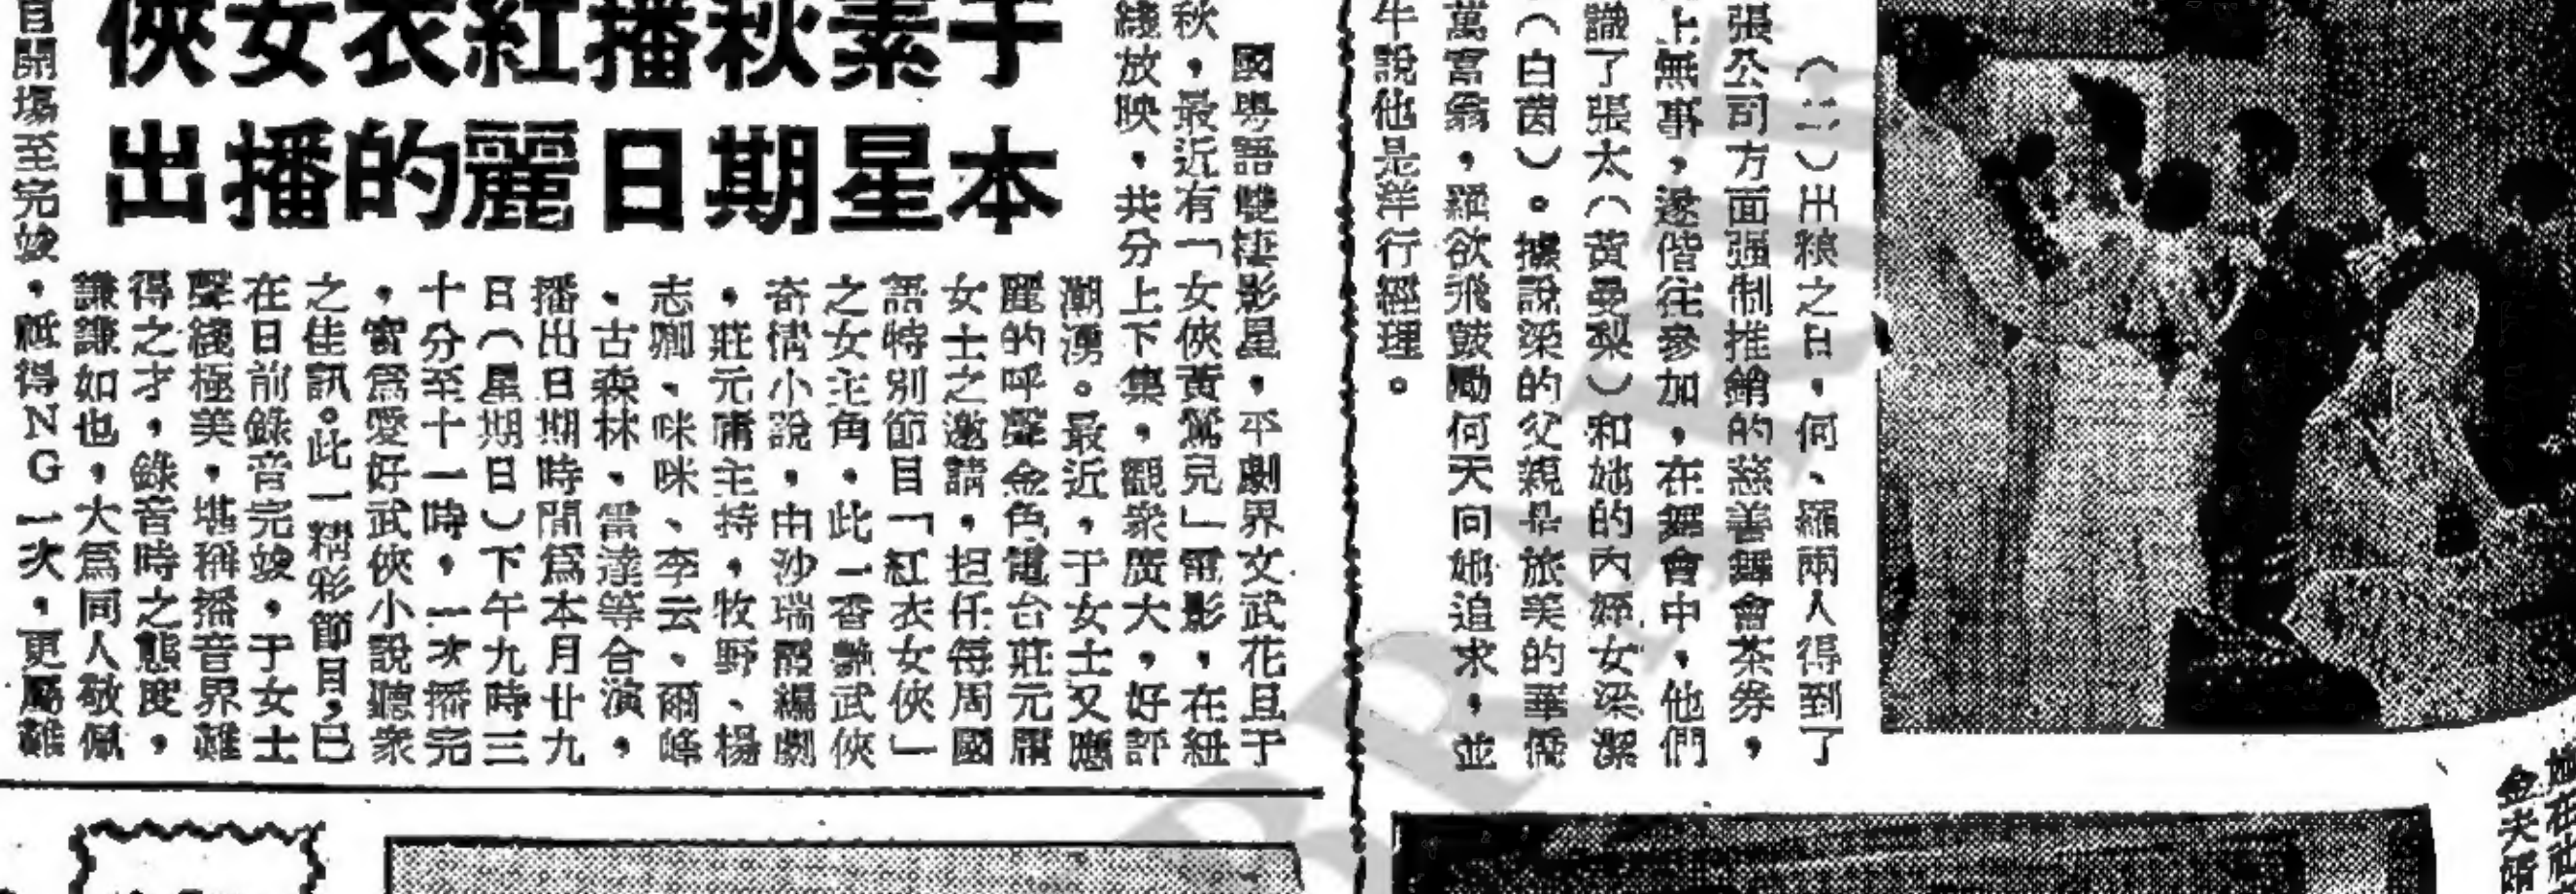 于素秋播紅衣女俠
本星期日麗的播出
國粤語雙棲影星，平劇界文武花旦于
秋，最近有「女俠黃鶯兒」電影，在紐
綫放映，共分上下集，觀衆廣大，好評
潮湧。最近，于女士又應
麗的呼聲金色電台莊元庸
女士之邀請，担任每周國
語特別節目「紅衣女俠」
之女主角，此一香艷武俠
奇情小說，由沙瑞麗編劇
，莊元庸主持，牧野、楊
志卿、咪咪、李云、爾峰
、古森林、雷達等合演，
播出日期時間爲本月廿九
日（星期日）下午九時三
十分至十一時，一次播完
，實爲愛好武俠小說聽衆
之佳訊。此一精彩節目，已
在日前錄音完竣，于女士
聲綫極美，堪稱播音界難
得之才，錄音時之態度，
謙謙如也，大爲同人敬佩
首開塲至完竣，祗得NG一次，更屬難
（二）出糧之日，何、羅兩人得到了
張公司方面强制推銷的慈善舞會茶券，
上無事，遂偕往參加，在舞會中，他們
識了張太（黃曼梨）和她的內姪女梁潔
（白茵）。據說梁的父親是旅美的華僑
萬富翁，羅欲飛鼓勵何天向她追求，並
牛說他是洋行經理。